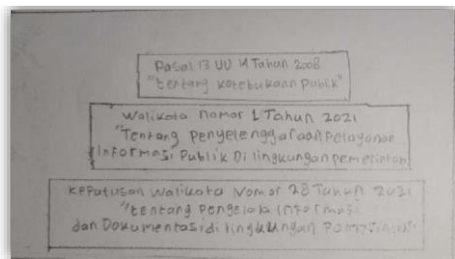 Pasal 13 UU 14 Tahun 2008
"tentang keterbukaan Publik"
Walikota nomor 1 Tahun 2021
"Tentang Penyelenggaraan Pelayanan
Informasi Publik Di lingkungan pemerintah
Keputusan Walikota Nomor 28 Tahun 2021
"tentang Pengelola informasi
dan Dokumentasi di lingkungan Pemerintah"